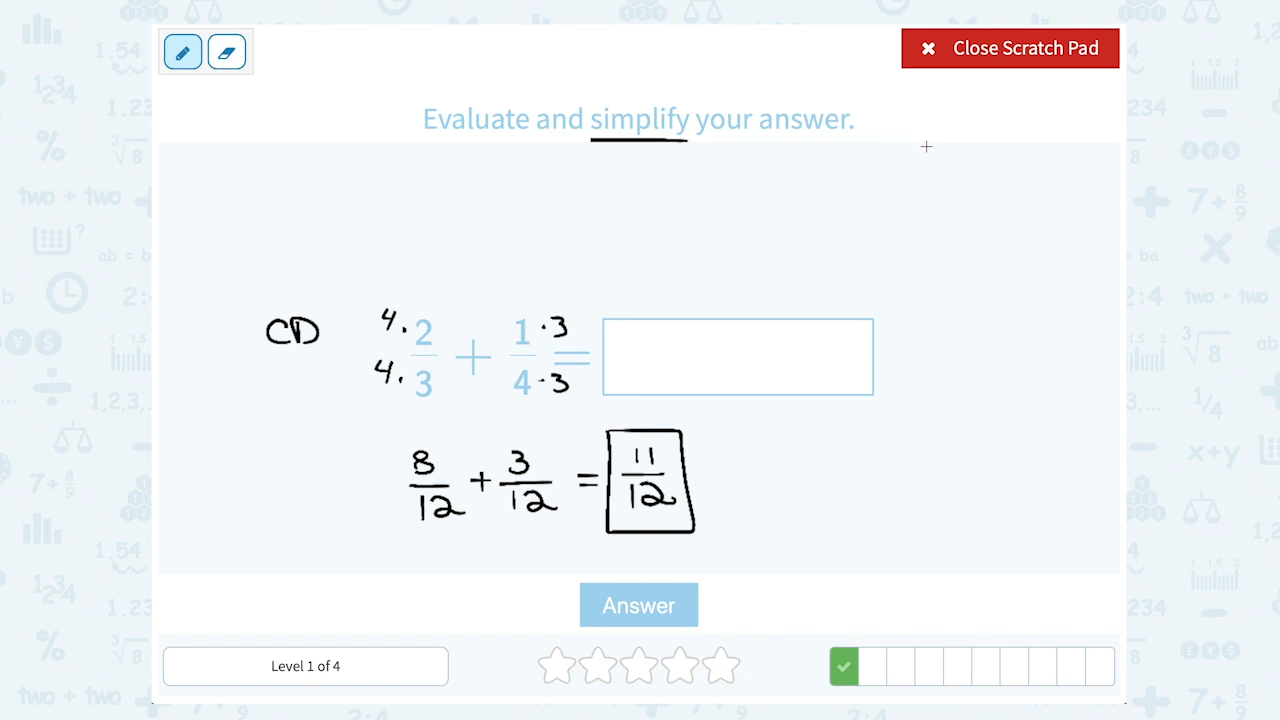 Close Scratch Pad
Evaluate and simplify your answer.
CD 4· 2/3 ·4 + 1/4 ·3 ·3 =
8/12 + 3/12 = 11/12
Answer
Level 1 of 4